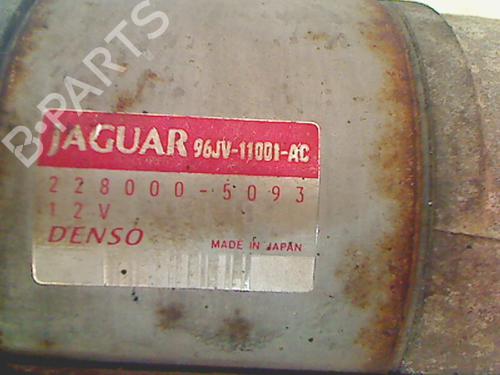 B-PARTS
JAGUAR 96JV-11001-AC
228000-5093
12V
DENSO MADE IN JAPAN